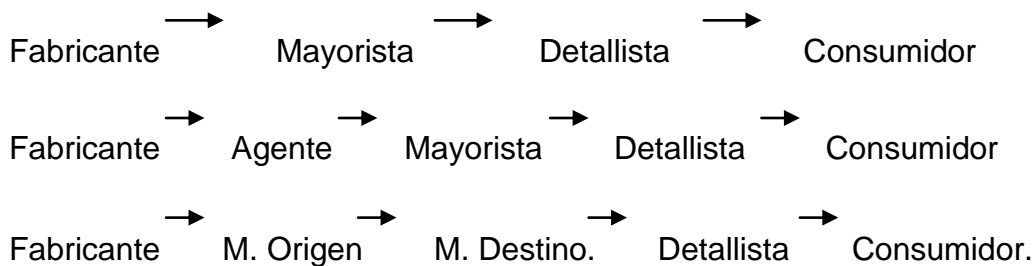 Fabricante Mayorista Detallista Consumidor
Fabricante Agente Mayorista Detallista Consumidor
Fabricante M. Origen M. Destino. Detallista Consumidor.